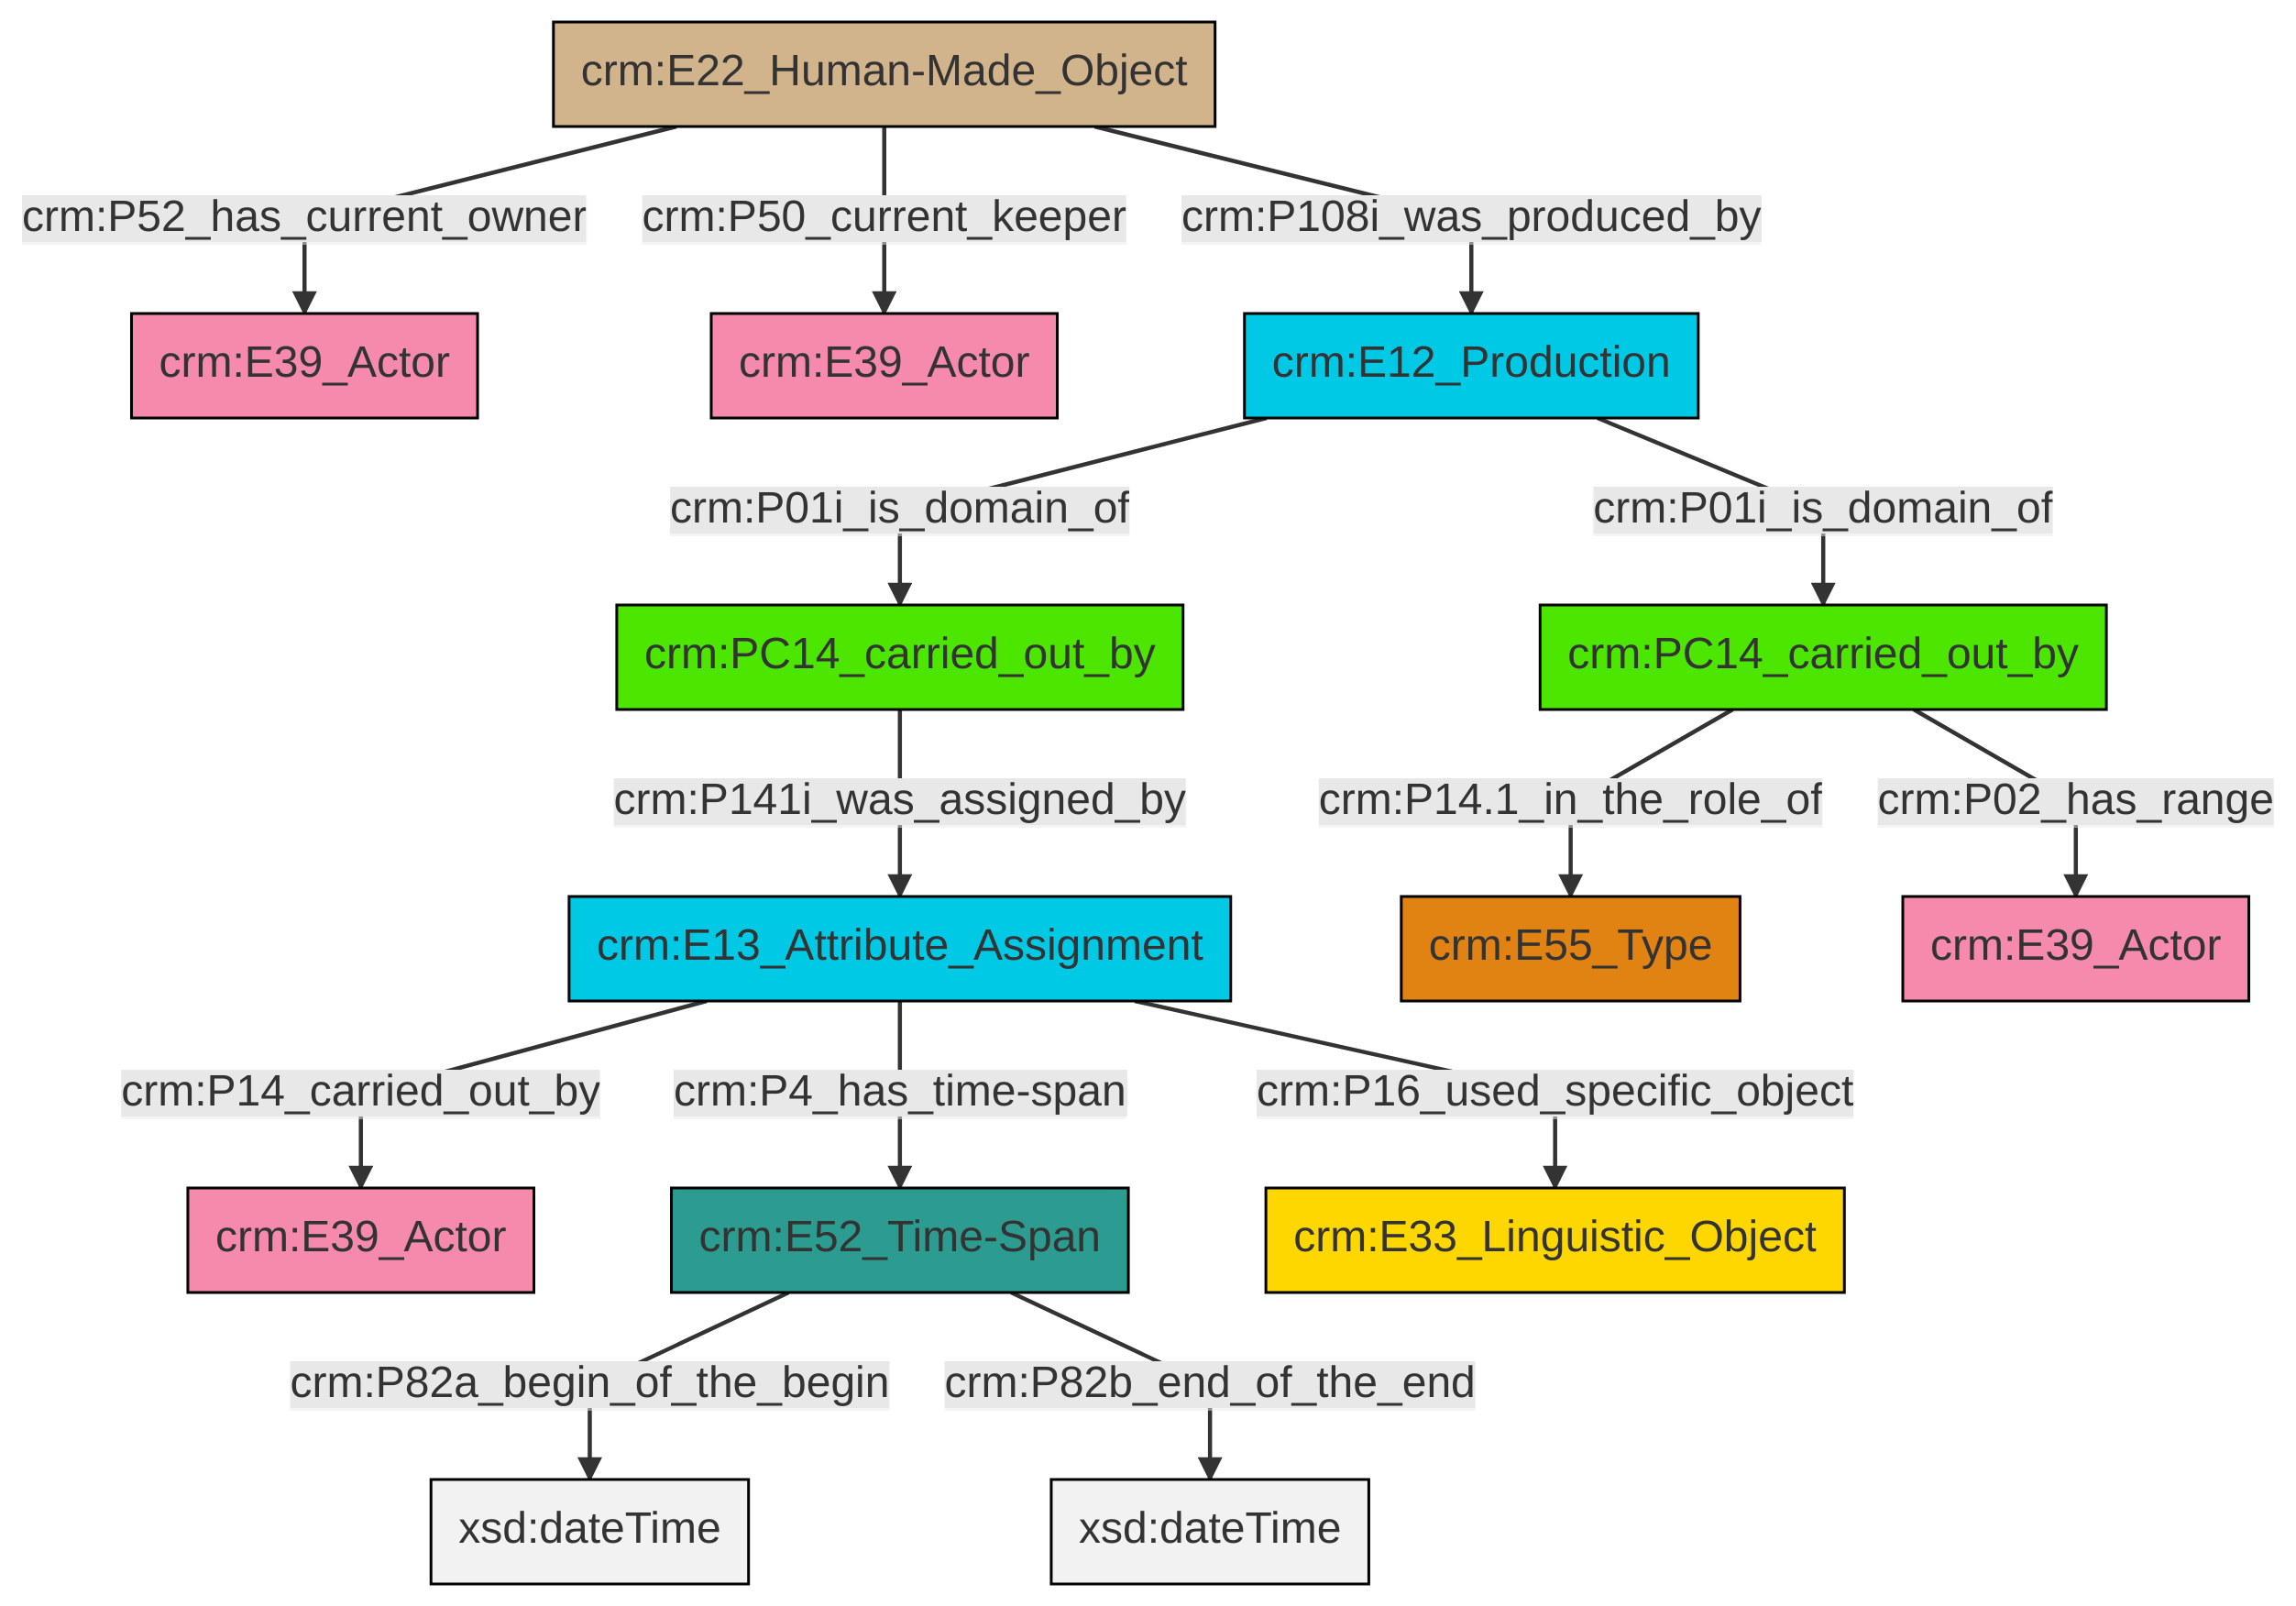 crm:E22_Human-Made_Object
crm:P52_has_current_owner
crm:P50_current_keeper
crm:P108i_was_produced_by
crm:E39_Actor
crm:E39_Actor
crm:E12_Production
crm:P01i_is_domain_of
crm:P01i_is_domain_of
crm:PC14_carried_out_by
crm:PC14_carried_out_by
crm:P141i_was_assigned_by
crm:P14.1_in_the_role_of
crm:P02_has_range
crm:E13_Attribute_Assignment
crm:E55_Type
crm:E39_Actor
crm:P14_carried_out_by
crm:P4_has_time-span
crm:P16_used_specific_object
crm:E39_Actor
crm:E52_Time-Span
crm:E33_Linguistic_Object
crm:P82a_begin_of_the_begin
crm:P82b_end_of_the_end
xsd:dateTime
xsd:dateTime